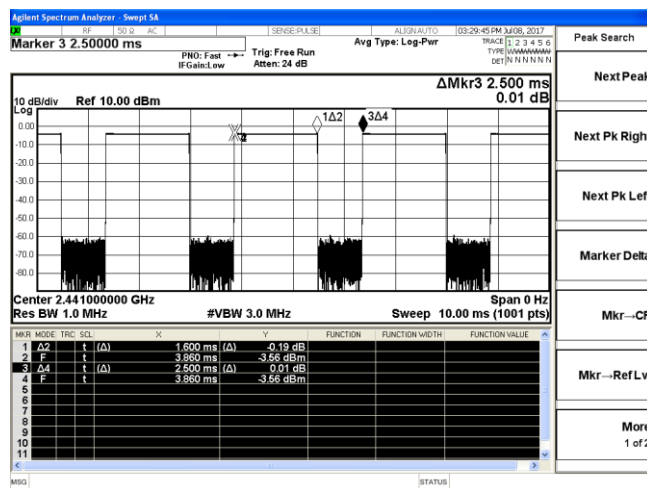 Agilent Spectrum Analyzer - Swept SA
RF 50 Ω AC SENSE:PULSE ALIGN AUTO 03:29:45 PM Jul 08, 2017
Marker 3 2.50000 ms
PNO: Fast
IFGain:Low
Trig: Free Run
Atten: 24 dB
Avg Type: Log-Pwr
TRACE 1 2 3 4 5 6
TYPE
DET N N N N N N
Peak Search
ΔMkr3 2.500 ms
0.01 dB
10 dB/div Ref 10.00 dBm
Log
0.00
-10.0
-20.0
-30.0
-40.0
-50.0
-60.0
-70.0
-80.0
1Δ2
3Δ4
Center 2.441000000 GHz Span 0 Hz
Res BW 1.0 MHz #VBW 3.0 MHz Sweep 10.00 ms (1001 pts)
MKR MODE TRC SCL X Y FUNCTION FUNCTION WIDTH FUNCTION VALUE
1 Δ2 t (Δ) 1.600 ms (Δ) -0.19 dB
2 F t 3.860 ms -3.56 dBm
3 Δ4 t (Δ) 2.500 ms (Δ) 0.01 dB
4 F t 3.860 ms -3.56 dBm
5
6
7
8
9
10
11
MSG STATUS
Next Peak
Next Pk Righ
Next Pk Lef
Marker Delta
Mkr→CF
Mkr→Ref Lv
More
1 of 2